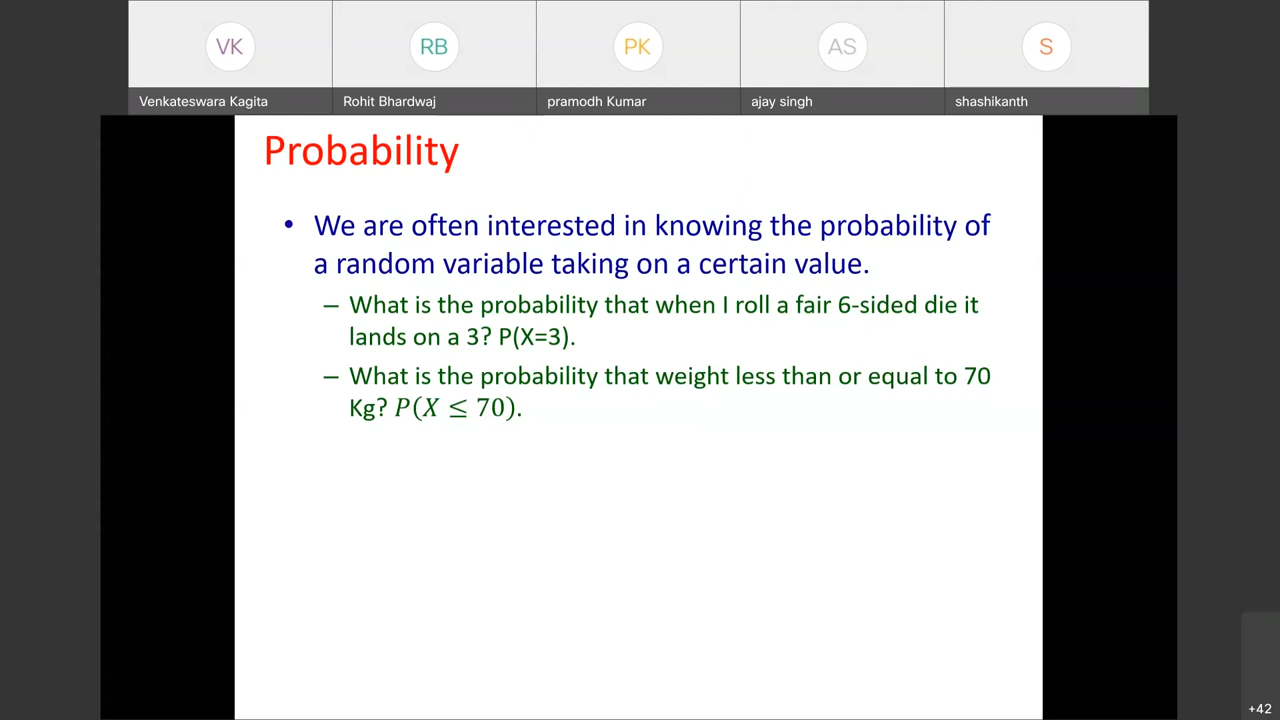 VK
RB
PK
AS
S
Venkateswara Kagita
Rohit Bhardwaj
pramodh Kumar
ajay singh
shashikanth
Probability
• We are often interested in knowing the probability of
a random variable taking on a certain value.
– What is the probability that when I roll a fair 6-sided die it
lands on a 3? P(X=3).
– What is the probability that weight less than or equal to 70
Kg? P(X ≤ 70).
+42